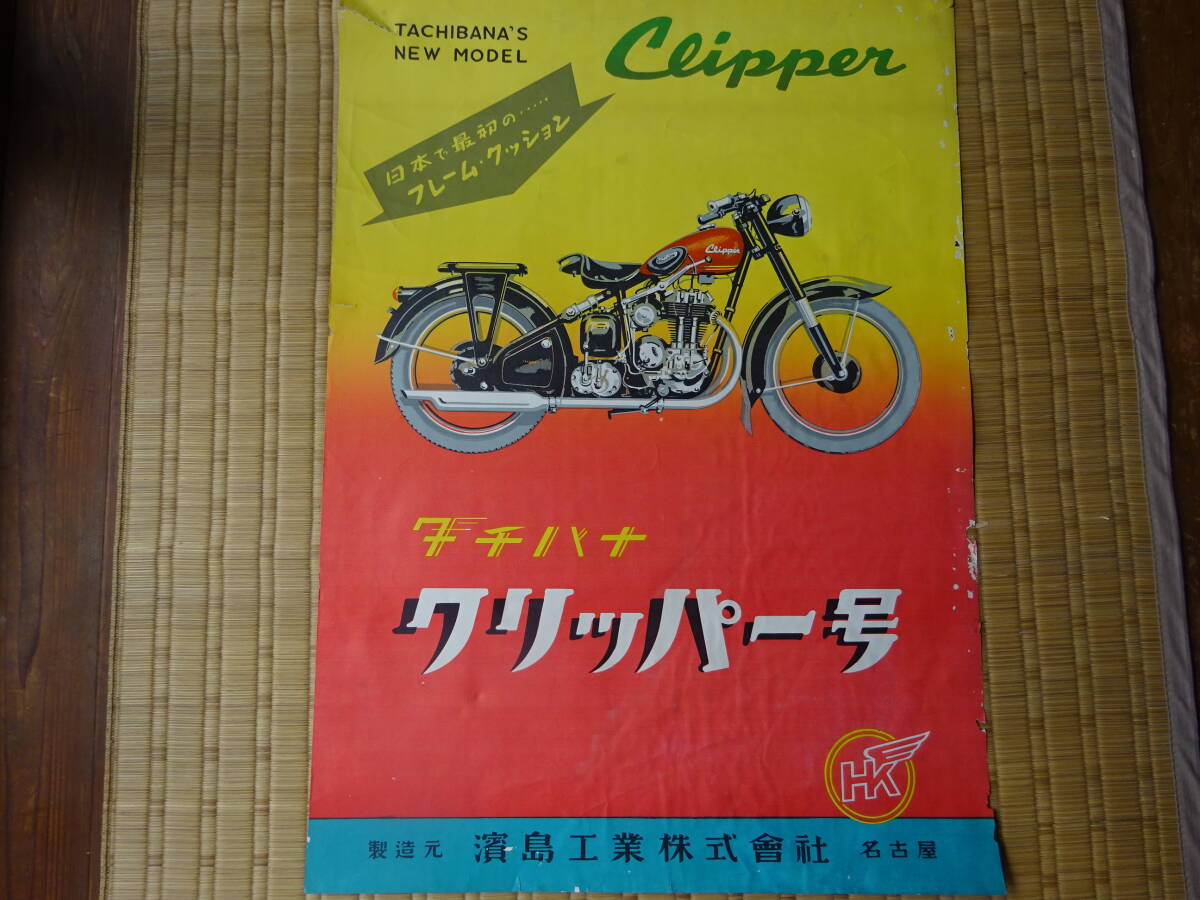 TACHIBANA'S
NEW MODEL
Clipper
日本で最初の‥‥‥
フレーム・クッション
Clipper
タチバナ
クリッパー号
HK
製造元 濱島工業株式會社 名古屋